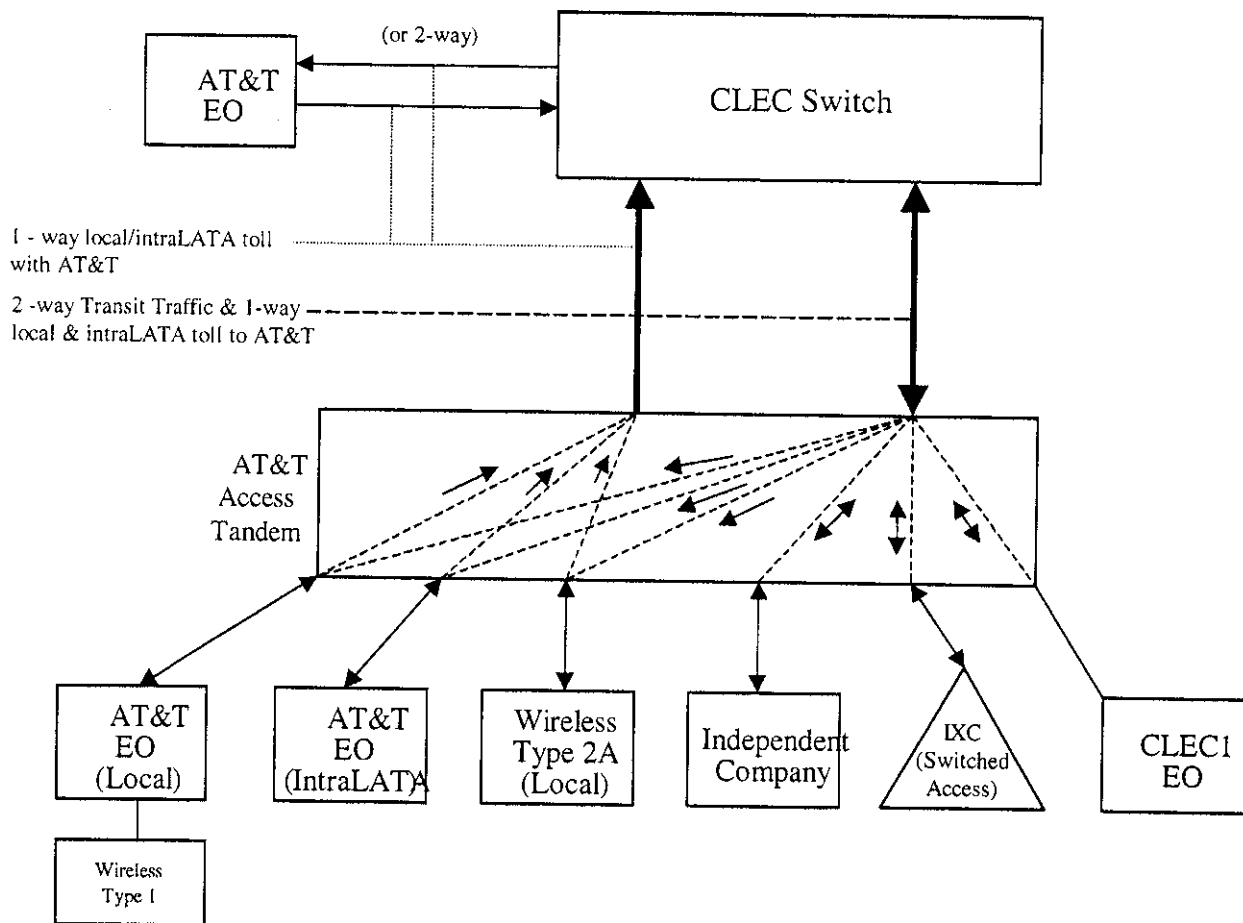 (or 2-way)
AT&T
EO
CLEC Switch
1 - way local/intraLATA toll
with AT&T
2 -way Transit Traffic & 1-way
local & intraLATA toll to AT&T
AT&T
Access
Tandem
AT&T
EO
(Local)
AT&T
EO
(IntraLAT)A
Wireless
Type 2A
(Local)
Independent
Company
IXC
(Switched
Access)
CLEC1
EO
Wireless
Type 1